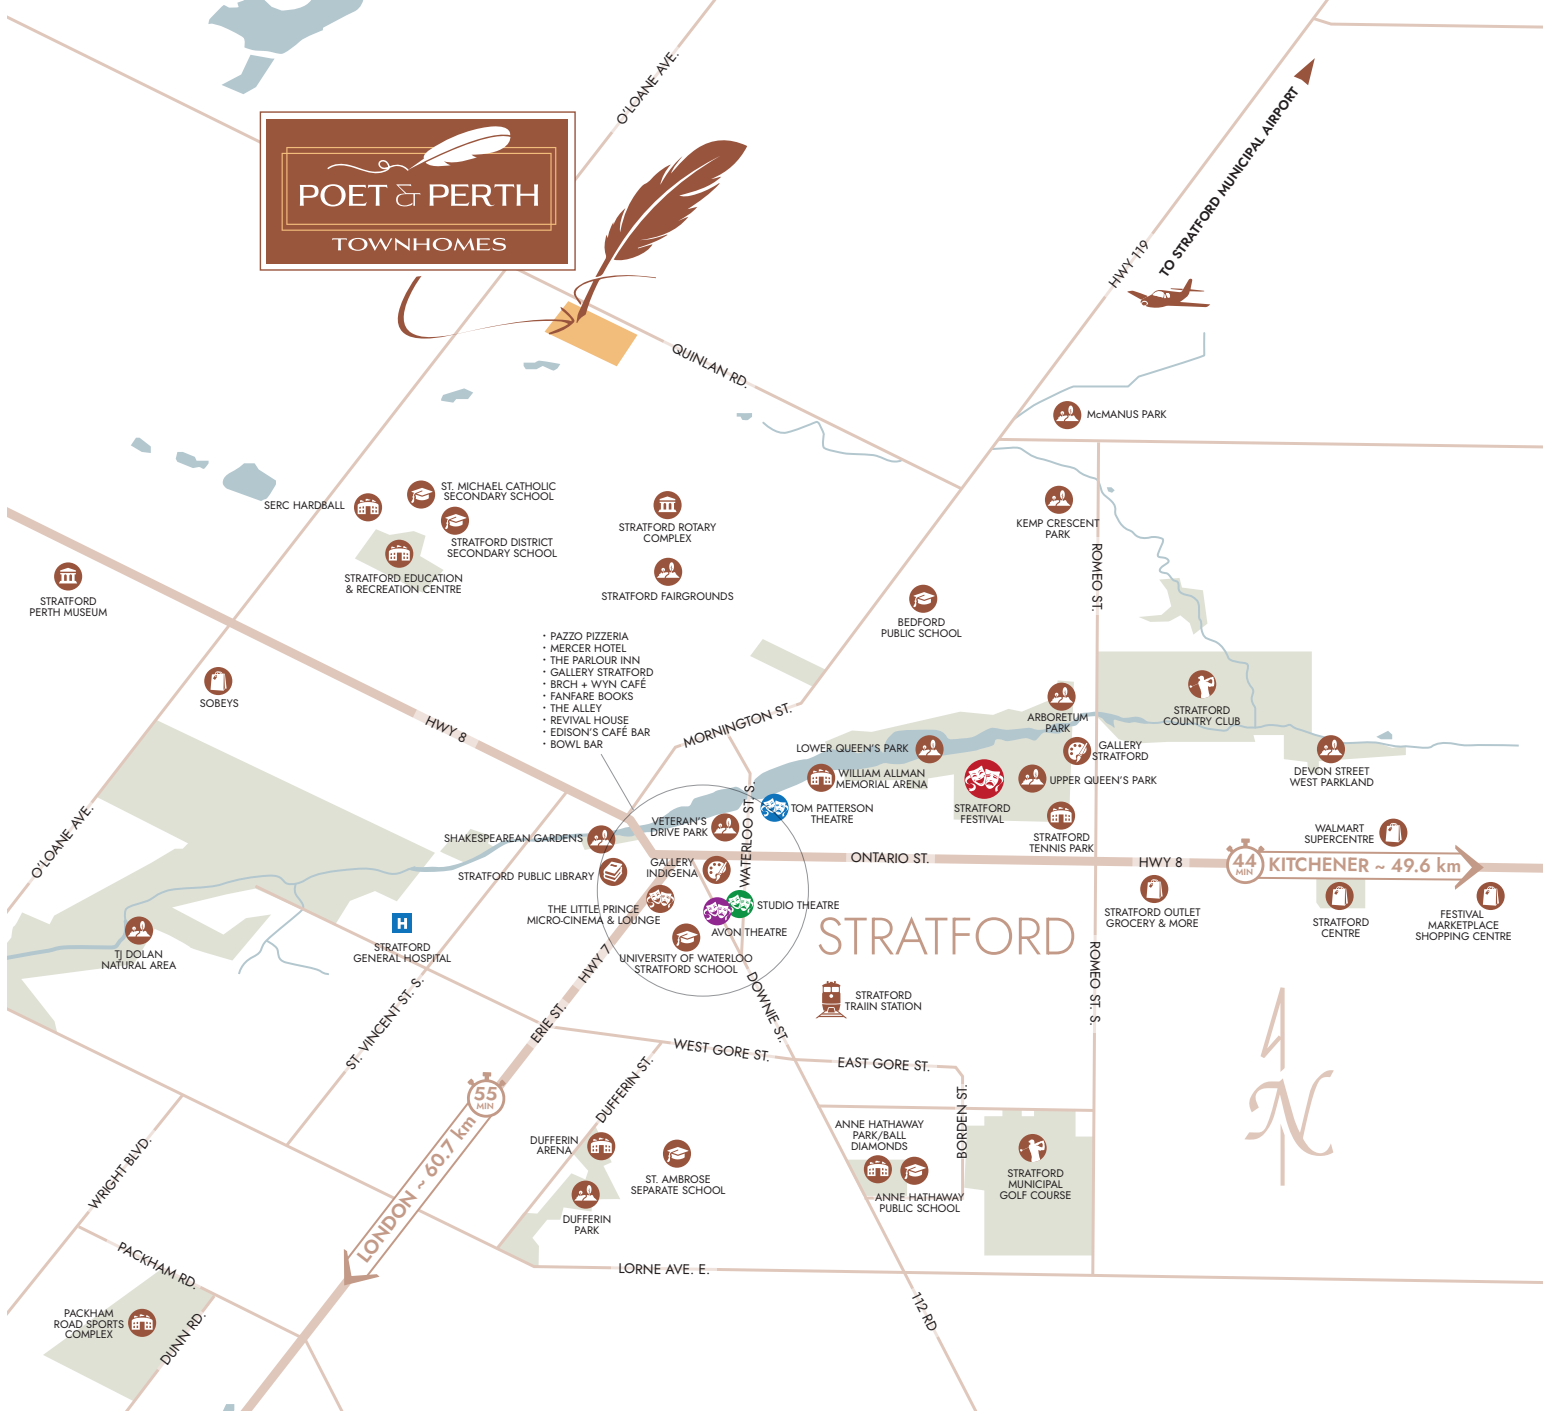 O'LOANE AVE.
POET & PERTH
TOWNHOMES
TO STRATFORD MUNICIPAL AIRPORT
HWY 119
QUINLAN RD.
McMANUS PARK
SERC HARDBALL
ST. MICHAEL CATHOLIC
SECONDARY SCHOOL
STRATFORD DISTRICT
SECONDARY SCHOOL
STRATFORD EDUCATION
& RECREATION CENTRE
STRATFORD ROTARY
COMPLEX
STRATFORD FAIRGROUNDS
KEMP CRESCENT
PARK
ROMEO ST.
STRATFORD
PERTH MUSEUM
BEDFORD
PUBLIC SCHOOL
· PAZZO PIZZERIA
· MERCER HOTEL
· THE PARLOUR INN
· GALLERY STRATFORD
· BRCH + WYN CAFÉ
· FANFARE BOOKS
· THE ALLEY
· REVIVAL HOUSE
· EDISON'S CAFÉ BAR
· BOWL BAR
SOBEYS
HWY 8
MORNINGTON ST.
LOWER QUEEN'S PARK
ARBORETUM
PARK
STRATFORD
COUNTRY CLUB
GALLERY
STRATFORD
WILLIAM ALLMAN
MEMORIAL ARENA
UPPER QUEEN'S PARK
DEVON STREET
WEST PARKLAND
STRATFORD
FESTIVAL
TOM PATTERSON
THEATRE
STRATFORD
TENNIS PARK
WALMART
SUPERCENTRE
O'LOANE AVE.
SHAKESPEAREAN GARDENS
VETERAN'S
DRIVE PARK
WATERLOO ST. S.
ONTARIO ST.
HWY 8
44
MIN
KITCHENER ~ 49.6 km
STRATFORD PUBLIC LIBRARY
GALLERY
INDIGENA
THE LITTLE PRINCE
MICRO-CINEMA & LOUNGE
STUDIO THEATRE
AVON THEATRE
STRATFORD
STRATFORD OUTLET
GROCERY & MORE
STRATFORD
CENTRE
FESTIVAL
MARKETPLACE
SHOPPING CENTRE
TJ DOLAN
NATURAL AREA
H
STRATFORD
GENERAL HOSPITAL
HWY 7
UNIVERSITY OF WATERLOO
STRATFORD SCHOOL
ROMEO ST. S.
ST. VINCENT ST. S.
ERIE ST.
DOWNIE ST.
STRATFORD
TRAIN STATION
WEST GORE ST.
EAST GORE ST.
DUFFERIN ST.
BORDEN ST.
N
55
MIN
LONDON ~ 60.7 km
DUFFERIN
ARENA
ST. AMBROSE
SEPARATE SCHOOL
DUFFERIN
PARK
ANNE HATHAWAY
PARK/BALL
DIAMONDS
ANNE HATHAWAY
PUBLIC SCHOOL
STRATFORD
MUNICIPAL
GOLF COURSE
WRIGHT BLVD.
PACKHAM RD.
LORNE AVE. E.
112 RD
PACKHAM
ROAD SPORTS
COMPLEX
DUNN RD.